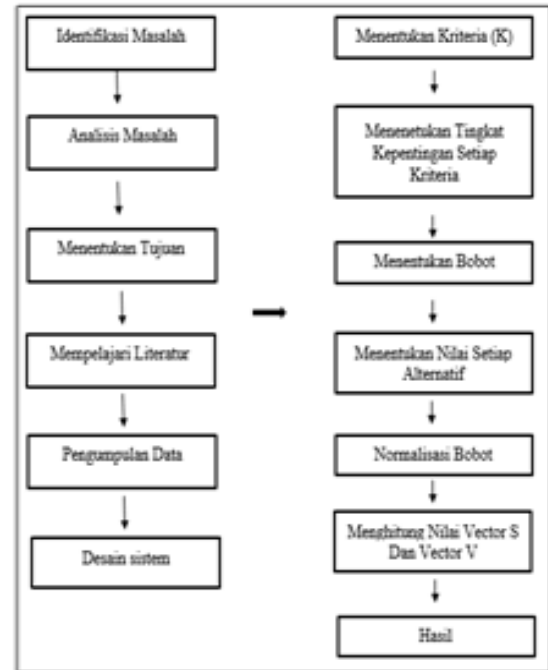 Identifikasi Masalah
Analisis Masalah
Menentukan Tujuan
Mempelajari Literatur
Pengumpulan Data
Desain sistem
Menentukan Kriteria (K)
Menenetukan Tingkat
Kepentingan Setiap
Kriteria
Menentukan Bobot
Menentukan Nilai Setiap
Alternatif
Normalisasi Bobot
Menghitung Nilai Vector S
Dan Vector V
Hasil